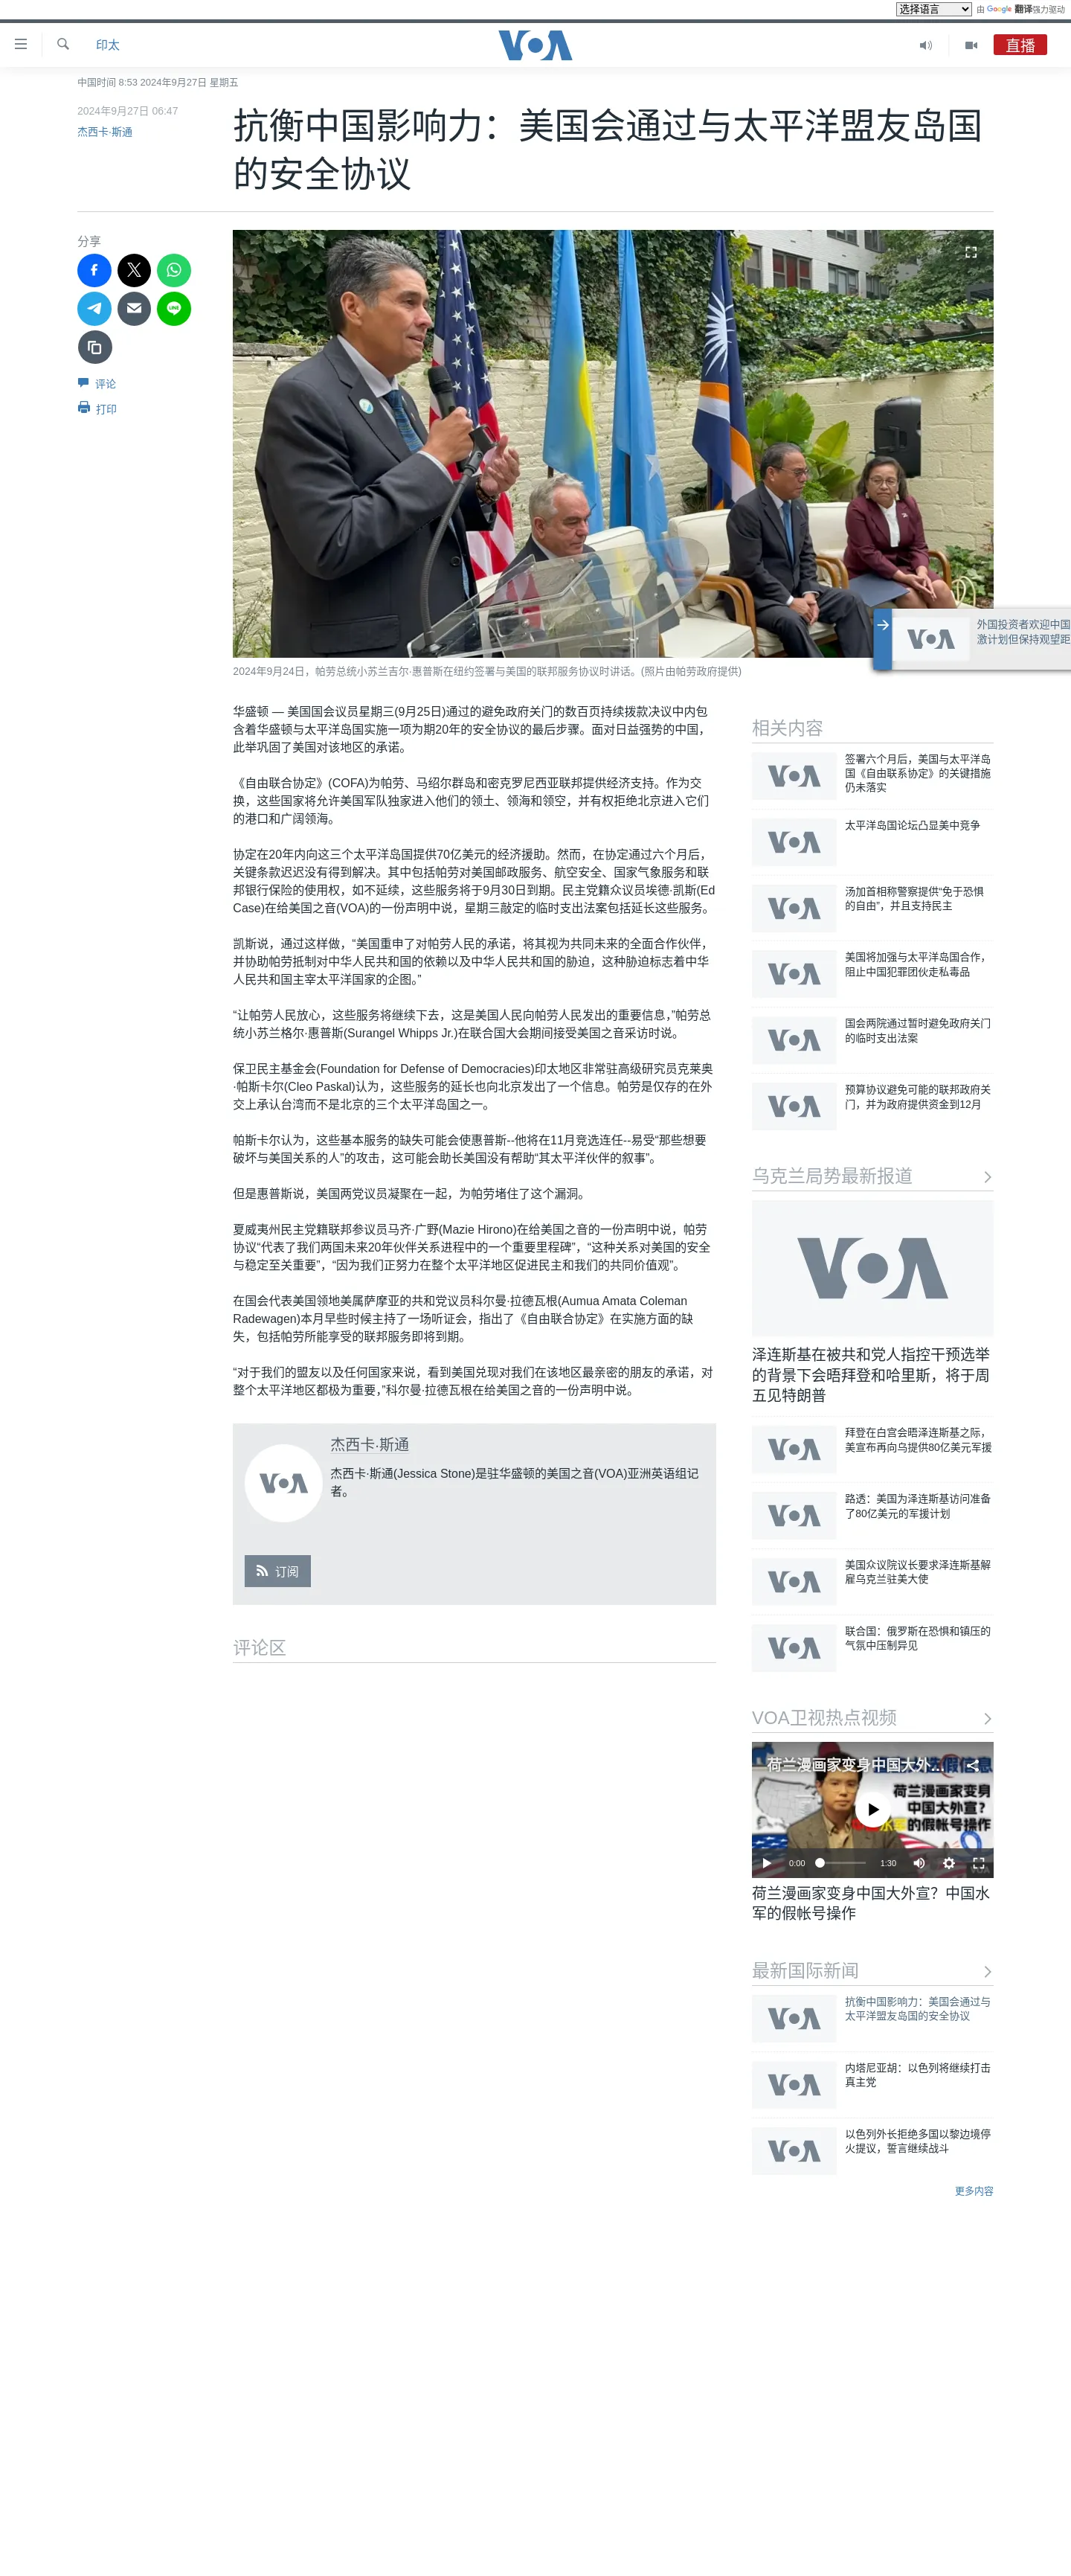 选择语言 由 Google 翻译强力驱动
印太
VOA
直播
中国时间 8:53 2024年9月27日 星期五
2024年9月27日 06:47
杰西卡·斯通
抗衡中国影响力：美国会通过与太平洋盟友岛国
的安全协议
分享
评论
打印
外国投资者欢迎中国
激计划但保持观望距
2024年9月24日，帕劳总统小苏兰吉尔·惠普斯在纽约签署与美国的联邦服务协议时讲话。(照片由帕劳政府提供)
华盛顿 — 美国国会议员星期三(9月25日)通过的避免政府关门的数百页持续拨款决议中内包
含着华盛顿与太平洋岛国实施一项为期20年的安全协议的最后步骤。面对日益强势的中国，
此举巩固了美国对该地区的承诺。
《自由联合协定》(COFA)为帕劳、马绍尔群岛和密克罗尼西亚联邦提供经济支持。作为交
换，这些国家将允许美国军队独家进入他们的领土、领海和领空，并有权拒绝北京进入它们
的港口和广阔领海。
协定在20年内向这三个太平洋岛国提供70亿美元的经济援助。然而，在协定通过六个月后，
关键条款迟迟没有得到解决。其中包括帕劳对美国邮政服务、航空安全、国家气象服务和联
邦银行保险的使用权，如不延续，这些服务将于9月30日到期。民主党籍众议员埃德·凯斯(Ed
Case)在给美国之音(VOA)的一份声明中说，星期三敲定的临时支出法案包括延长这些服务。
凯斯说，通过这样做，“美国重申了对帕劳人民的承诺，将其视为共同未来的全面合作伙伴，
并协助帕劳抵制对中华人民共和国的依赖以及中华人民共和国的胁迫，这种胁迫标志着中华
人民共和国主宰太平洋国家的企图。”
“让帕劳人民放心，这些服务将继续下去，这是美国人民向帕劳人民发出的重要信息，”帕劳总
统小苏兰格尔·惠普斯(Surangel Whipps Jr.)在联合国大会期间接受美国之音采访时说。
保卫民主基金会(Foundation for Defense of Democracies)印太地区非常驻高级研究员克莱奥
·帕斯卡尔(Cleo Paskal)认为，这些服务的延长也向北京发出了一个信息。帕劳是仅存的在外
交上承认台湾而不是北京的三个太平洋岛国之一。
帕斯卡尔认为，这些基本服务的缺失可能会使惠普斯--他将在11月竞选连任--易受“那些想要
破坏与美国关系的人”的攻击，这可能会助长美国没有帮助“其太平洋伙伴的叙事”。
但是惠普斯说，美国两党议员凝聚在一起，为帕劳堵住了这个漏洞。
夏威夷州民主党籍联邦参议员马齐·广野(Mazie Hirono)在给美国之音的一份声明中说，帕劳
协议“代表了我们两国未来20年伙伴关系进程中的一个重要里程碑”，“这种关系对美国的安全
与稳定至关重要”，“因为我们正努力在整个太平洋地区促进民主和我们的共同价值观”。
在国会代表美国领地美属萨摩亚的共和党议员科尔曼·拉德瓦根(Aumua Amata Coleman
Radewagen)本月早些时候主持了一场听证会，指出了《自由联合协定》在实施方面的缺
失，包括帕劳所能享受的联邦服务即将到期。
“对于我们的盟友以及任何国家来说，看到美国兑现对我们在该地区最亲密的朋友的承诺，对
整个太平洋地区都极为重要，”科尔曼·拉德瓦根在给美国之音的一份声明中说。
杰西卡·斯通
杰西卡·斯通(Jessica Stone)是驻华盛顿的美国之音(VOA)亚洲英语组记
者。
订阅
评论区
相关内容
签署六个月后，美国与太平洋岛
国《自由联系协定》的关键措施
仍未落实
太平洋岛国论坛凸显美中竞争
汤加首相称警察提供“免于恐惧
的自由”，并且支持民主
美国将加强与太平洋岛国合作，
阻止中国犯罪团伙走私毒品
国会两院通过暂时避免政府关门
的临时支出法案
预算协议避免可能的联邦政府关
门，并为政府提供资金到12月
乌克兰局势最新报道
VOA
泽连斯基在被共和党人指控干预选举
的背景下会晤拜登和哈里斯，将于周
五见特朗普
拜登在白宫会晤泽连斯基之际，
美宣布再向乌提供80亿美元军援
路透：美国为泽连斯基访问准备
了80亿美元的军援计划
美国众议院议长要求泽连斯基解
雇乌克兰驻美大使
联合国：俄罗斯在恐惧和镇压的
气氛中压制异见
VOA卫视热点视频
荷兰漫画家变身中国大外...
荷兰漫画家变身
中国大外宣？
的假帐号操作
0:00 1:30
荷兰漫画家变身中国大外宣？中国水
军的假帐号操作
最新国际新闻
抗衡中国影响力：美国会通过与
太平洋盟友岛国的安全协议
内塔尼亚胡：以色列将继续打击
真主党
以色列外长拒绝多国以黎边境停
火提议，誓言继续战斗
更多内容